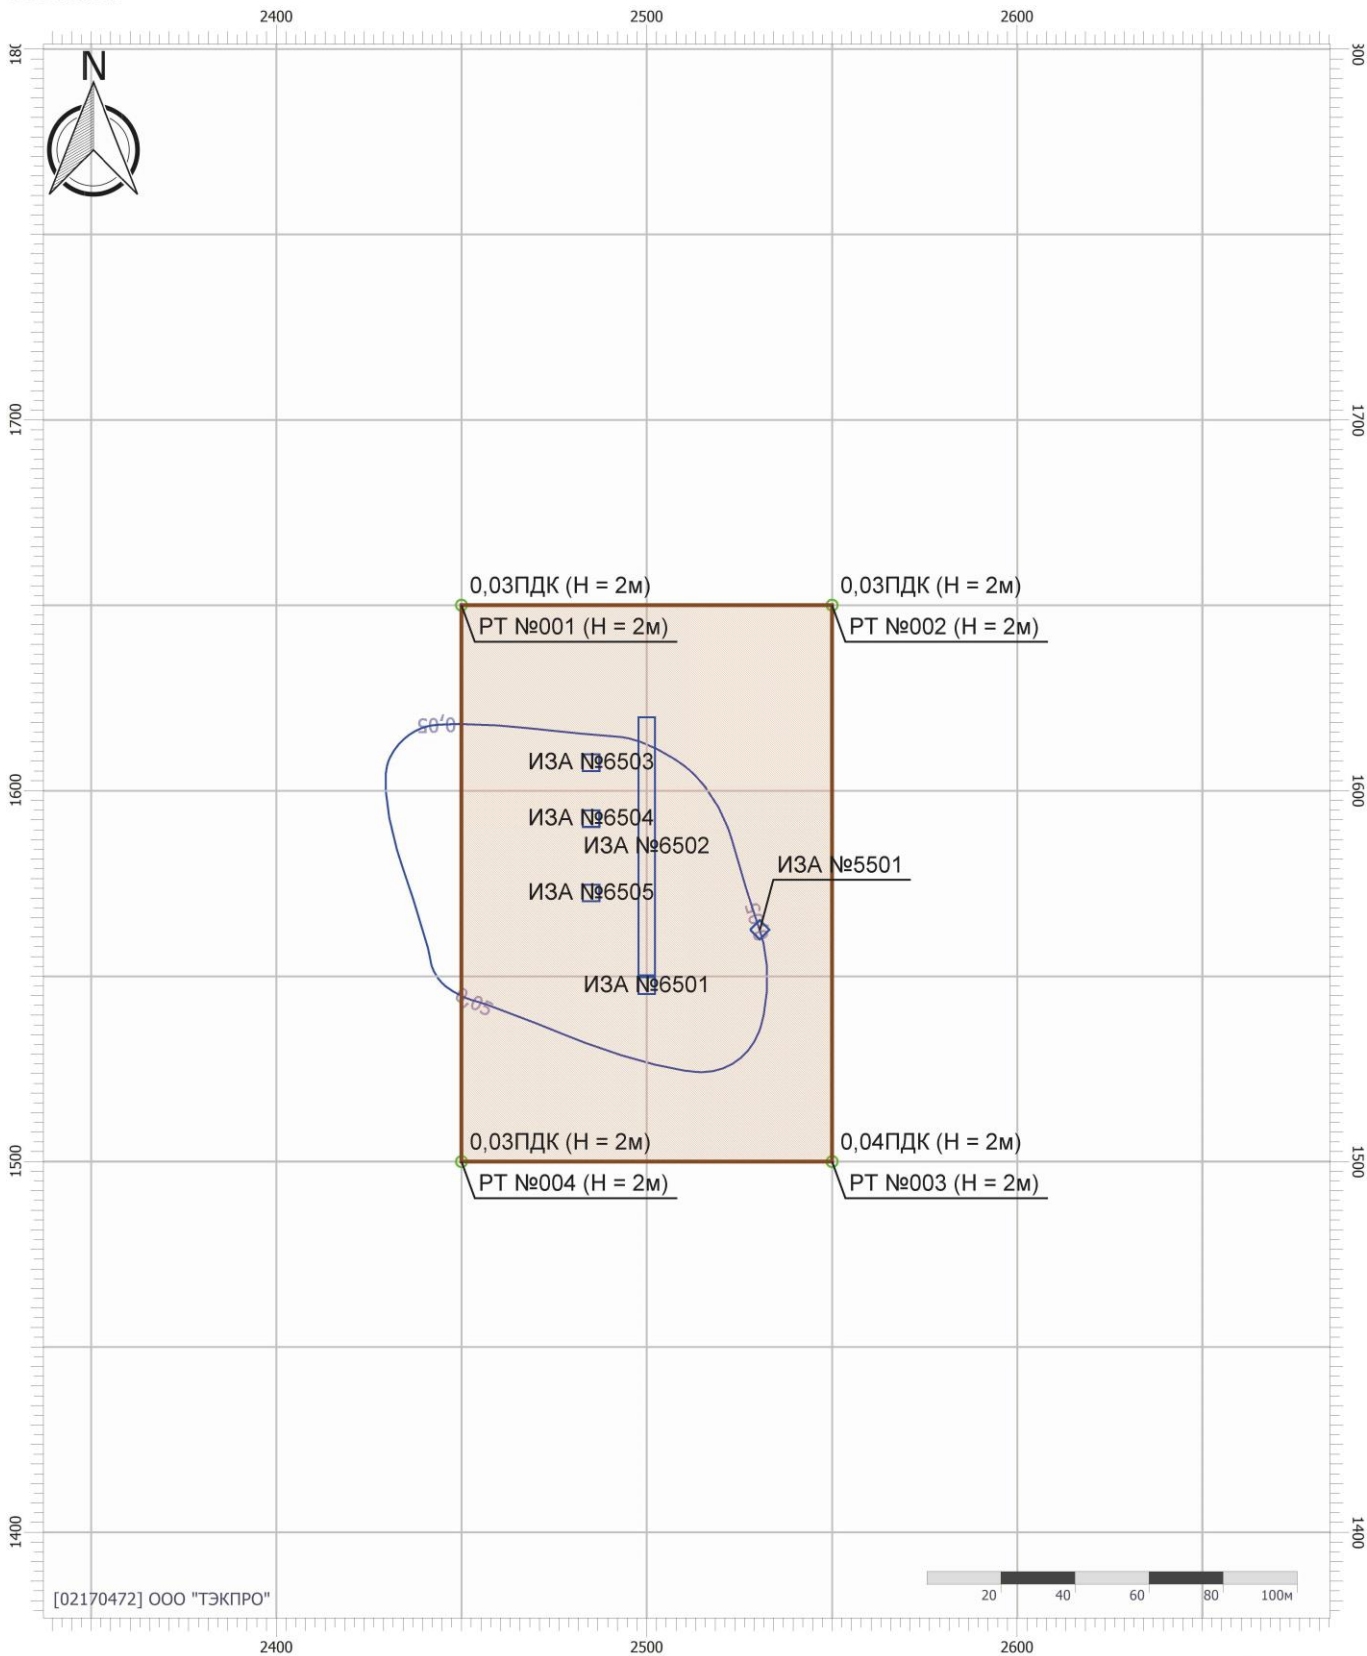 2400
2500
2600
N
1700
1700
0,03ПДК (Н = 2м)
0,03ПДК (Н = 2м)
РТ №001 (Н = 2м)
РТ №002 (Н = 2м)
0,05
ИЗА №6503
1600
1600
ИЗА №6504
ИЗА №6502
ИЗА №5501
ИЗА №6505
ИЗА №6501
0,05
0,03ПДК (Н = 2м)
0,04ПДК (Н = 2м)
1500
1500
РТ №004 (Н = 2м)
РТ №003 (Н = 2м)
1400
1400
[02170472] ООО "ТЭКПРО"
20
40
60
80
100м
2400
2500
2600